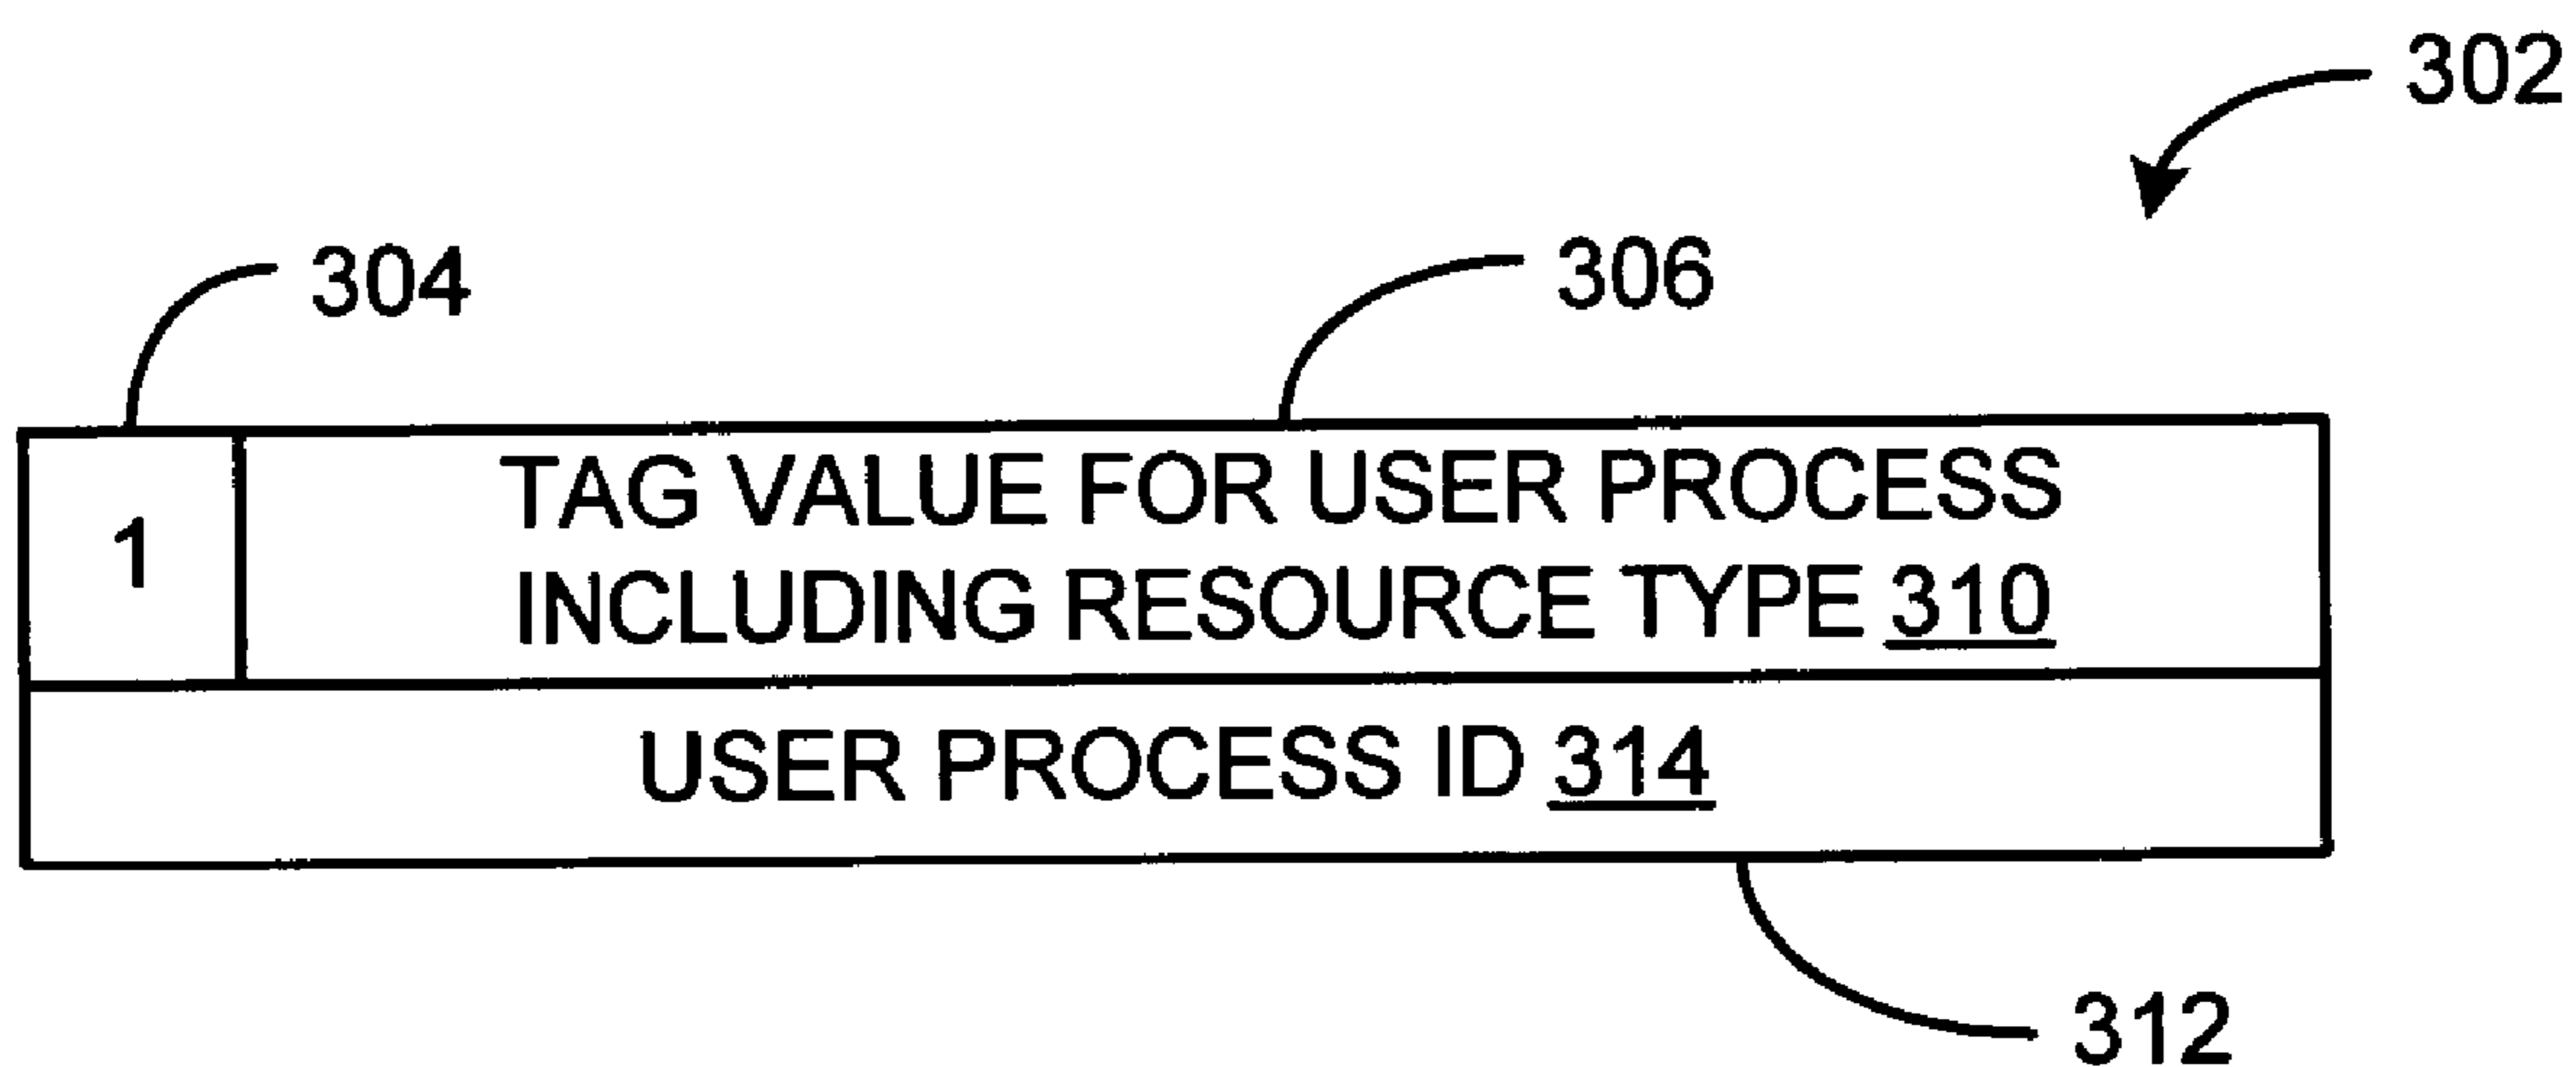 302
304
306
1
TAG VALUE FOR USER PROCESS
INCLUDING RESOURCE TYPE 310
USER PROCESS ID 314
312